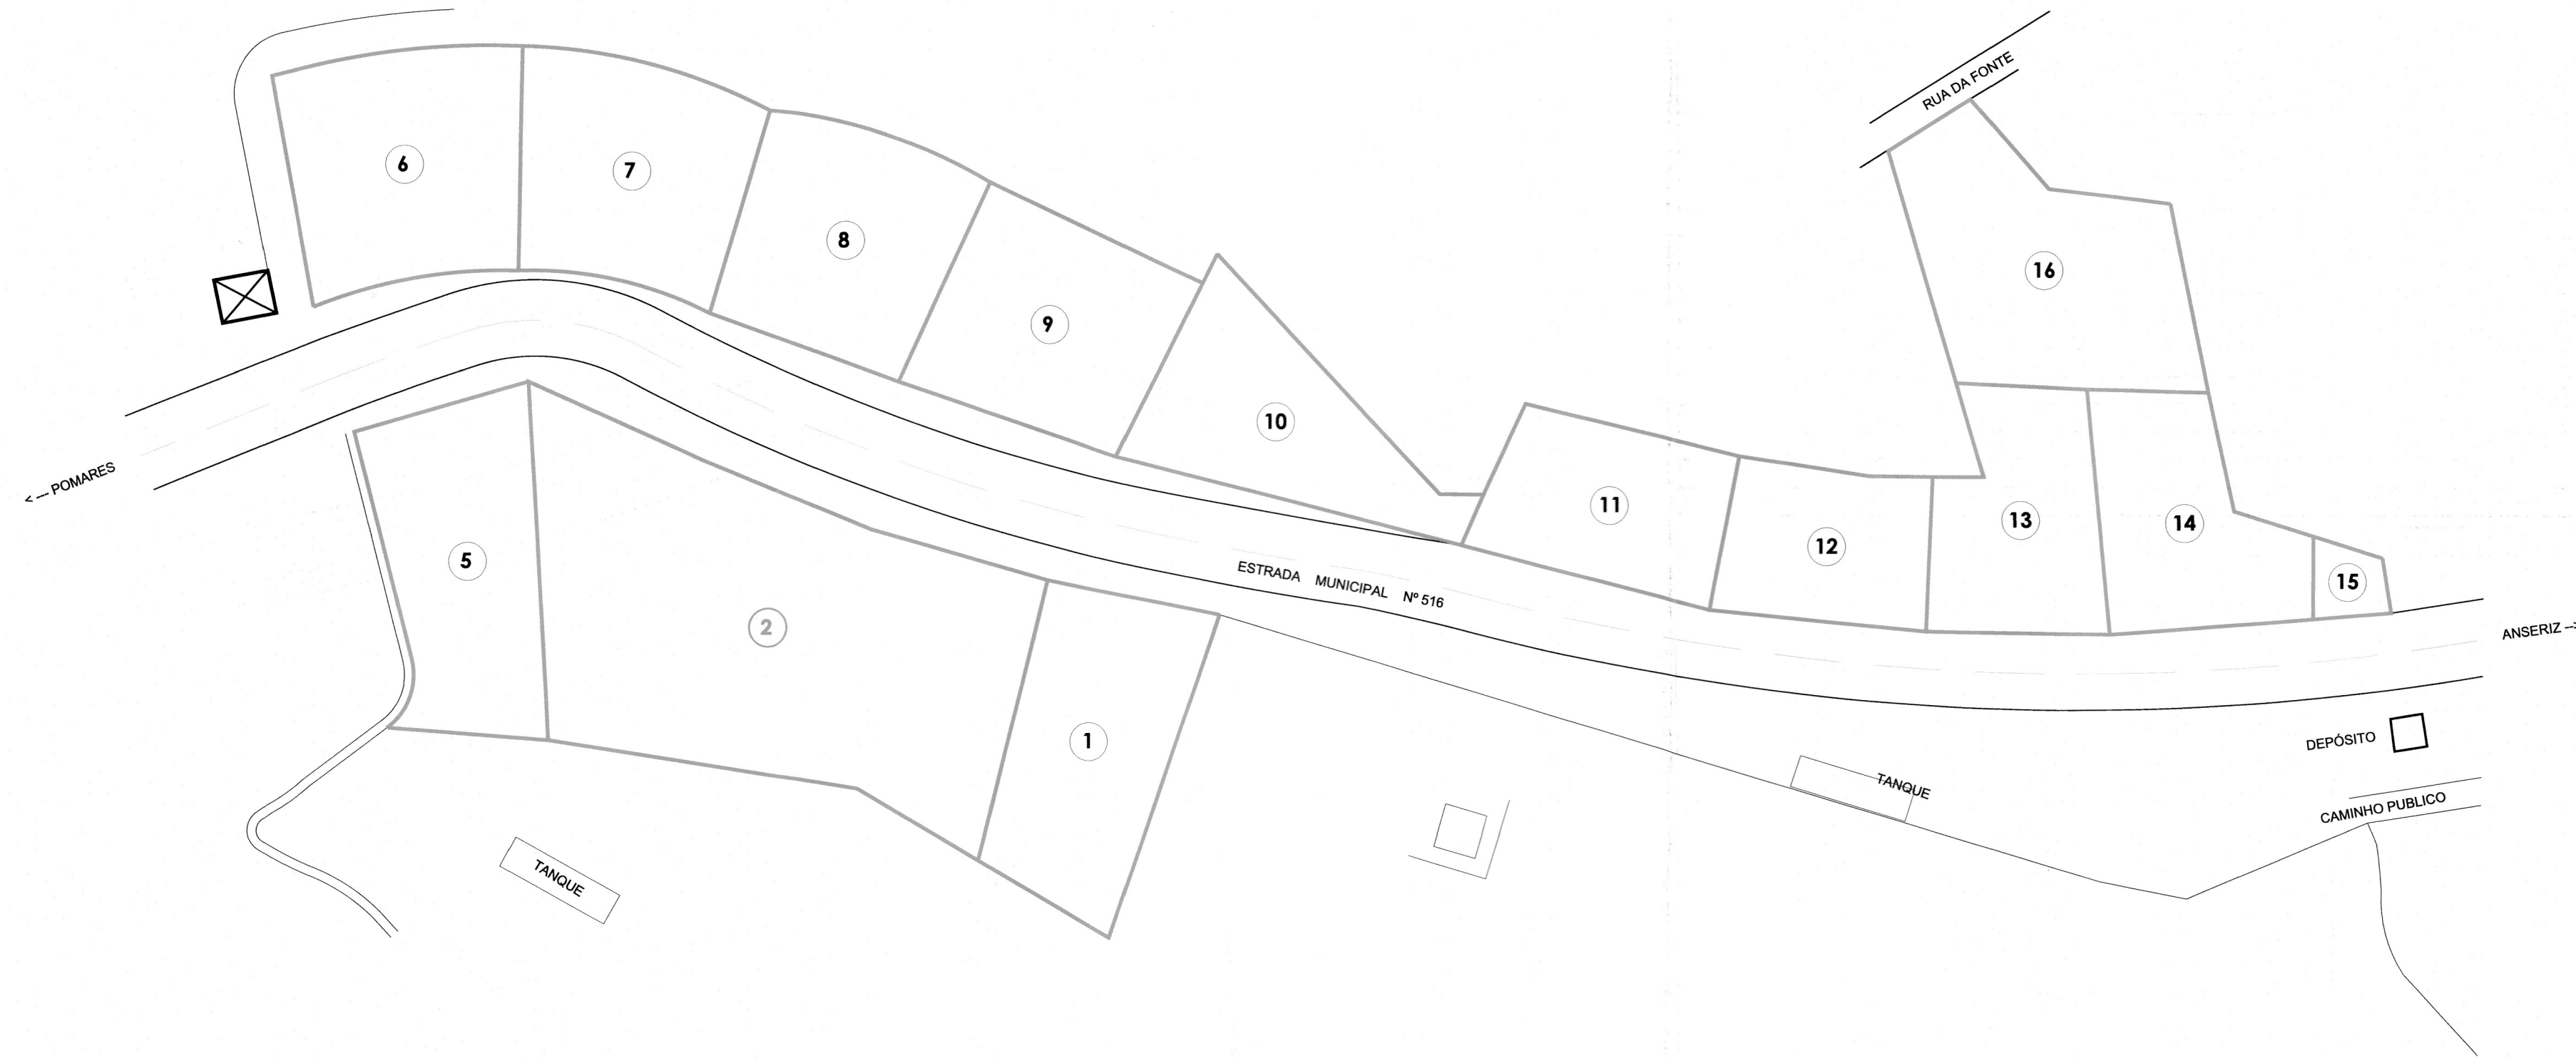 RUA DA FONTE
6
7
8
16
9
10
<--- POMARES
11
13
14
12
5
ESTRADA MUNICIPAL Nº 516
15
2
ANSERIZ --->
1
DEPÓSITO
TANQUE
CAMINHO PUBLICO
TANQUE